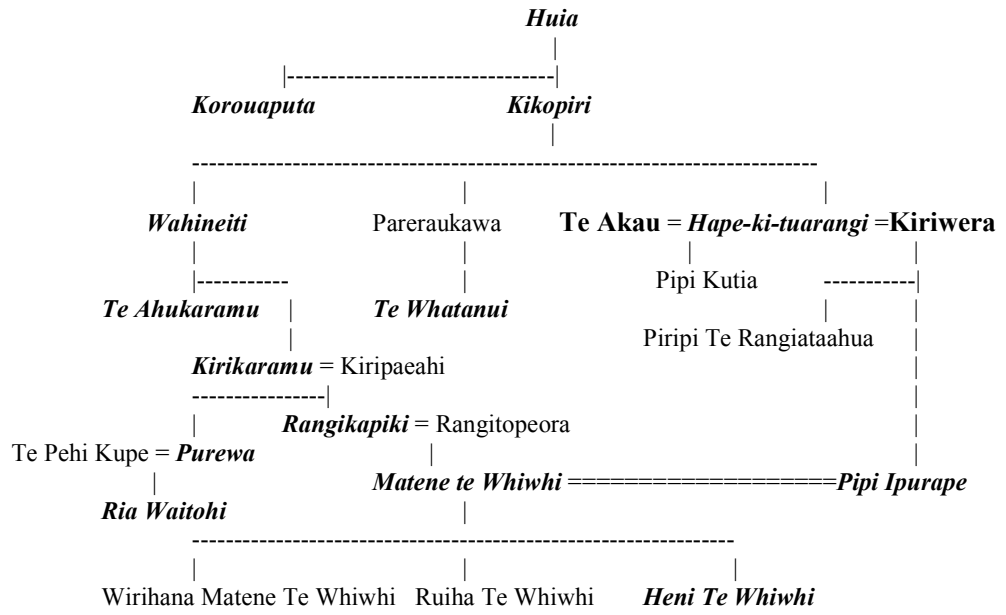 Huia
Korouaputa Kikopiri
Wahineiti Pareraukawa Te Akau = Hape-ki-tuarangi =Kiriwera
Pipi Kutia
Te Ahukaramu Te Whatanui
Piripi Te Rangiataahua
Kirikaramu = Kiripaeahi
Rangikapiki = Rangitopeora
Te Pehi Kupe = Purewa
Matene te Whiwhi ===================Pipi Ipurape
Ria Waitohi
Wirihana Matene Te Whiwhi Ruiha Te Whiwhi Heni Te Whiwhi